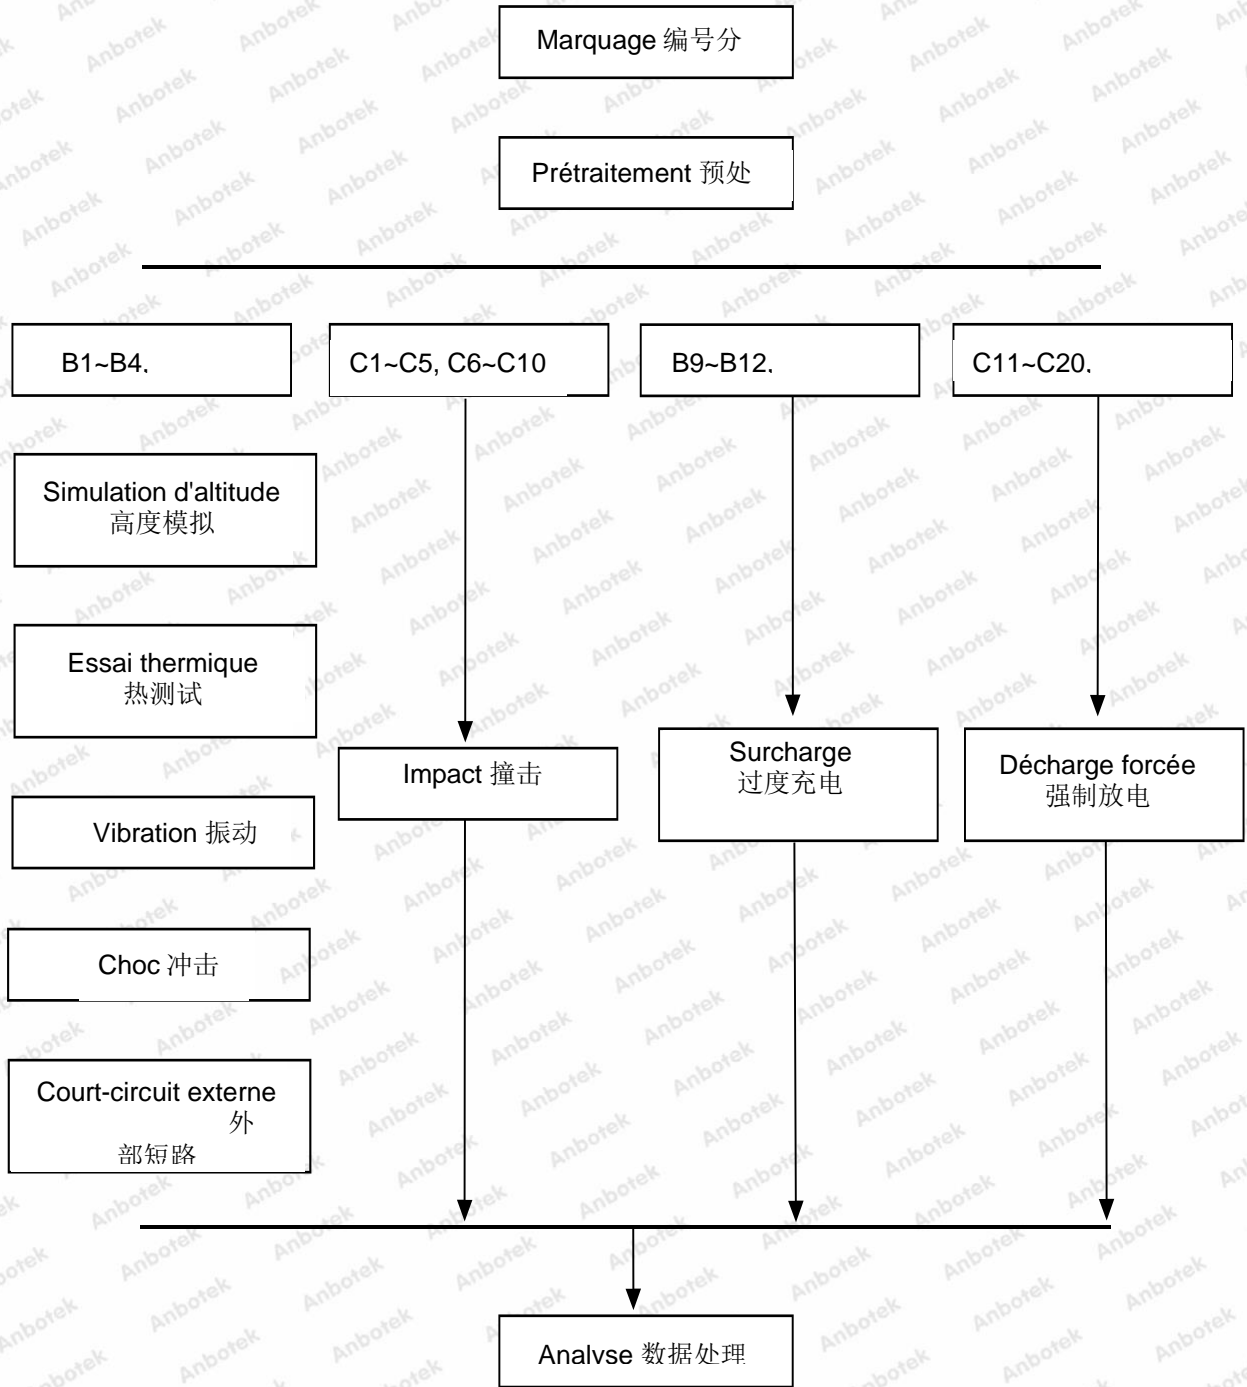 Marquage 编号分
Prétraitement 预处
B1~B4,
C1~C5, C6~C10
B9~B12,
C11~C20,
Simulation d'altitude
高度模拟
Essai thermique
热测试
Impact 撞击
Surcharge
过度充电
Décharge forcée
强制放电
Vibration 振动
Choc 冲击
Court-circuit externe
外
部短路
Analyse 数据处理
Anbotek